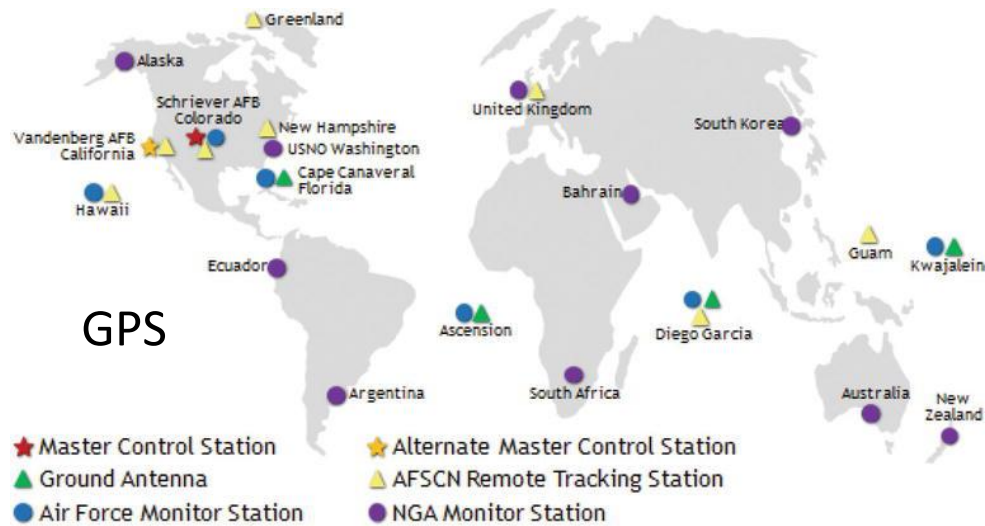 Greenland
Alaska
Schriever AFB
Colorado
United Kingdom
New Hampshire
South Korea
Vandenberg AFB
California
USNO Washington
Cape Canaveral
Florida
Bahrain
Hawaii
Guam
Kwajalein
Ecuador
GPS
Ascension
Diego Garcia
Argentina
South Africa
Australia
New
Zealand
Master Control Station
Alternate Master Control Station
Ground Antenna
AFSCN Remote Tracking Station
Air Force Monitor Station
NGA Monitor Station